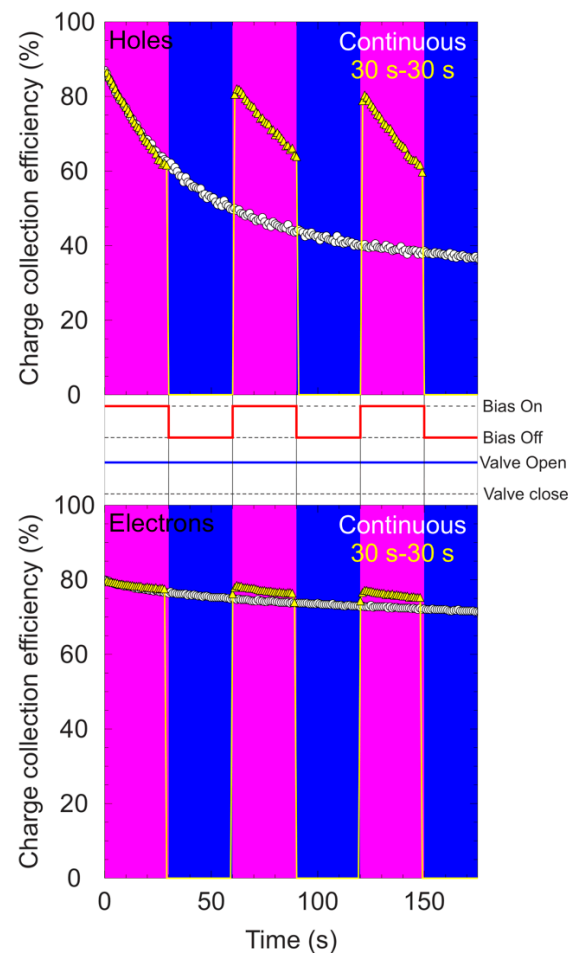 100
Holes
Continuous
30 s-30 s
80
60
40
20
0
Charge collection efficiency (%)
Bias On
Bias Off
Valve Open
Valve close
100
Electrons
Continuous
30 s-30 s
80
60
40
20
0
Charge collection efficiency (%)
0 50 100 150
Time (s)